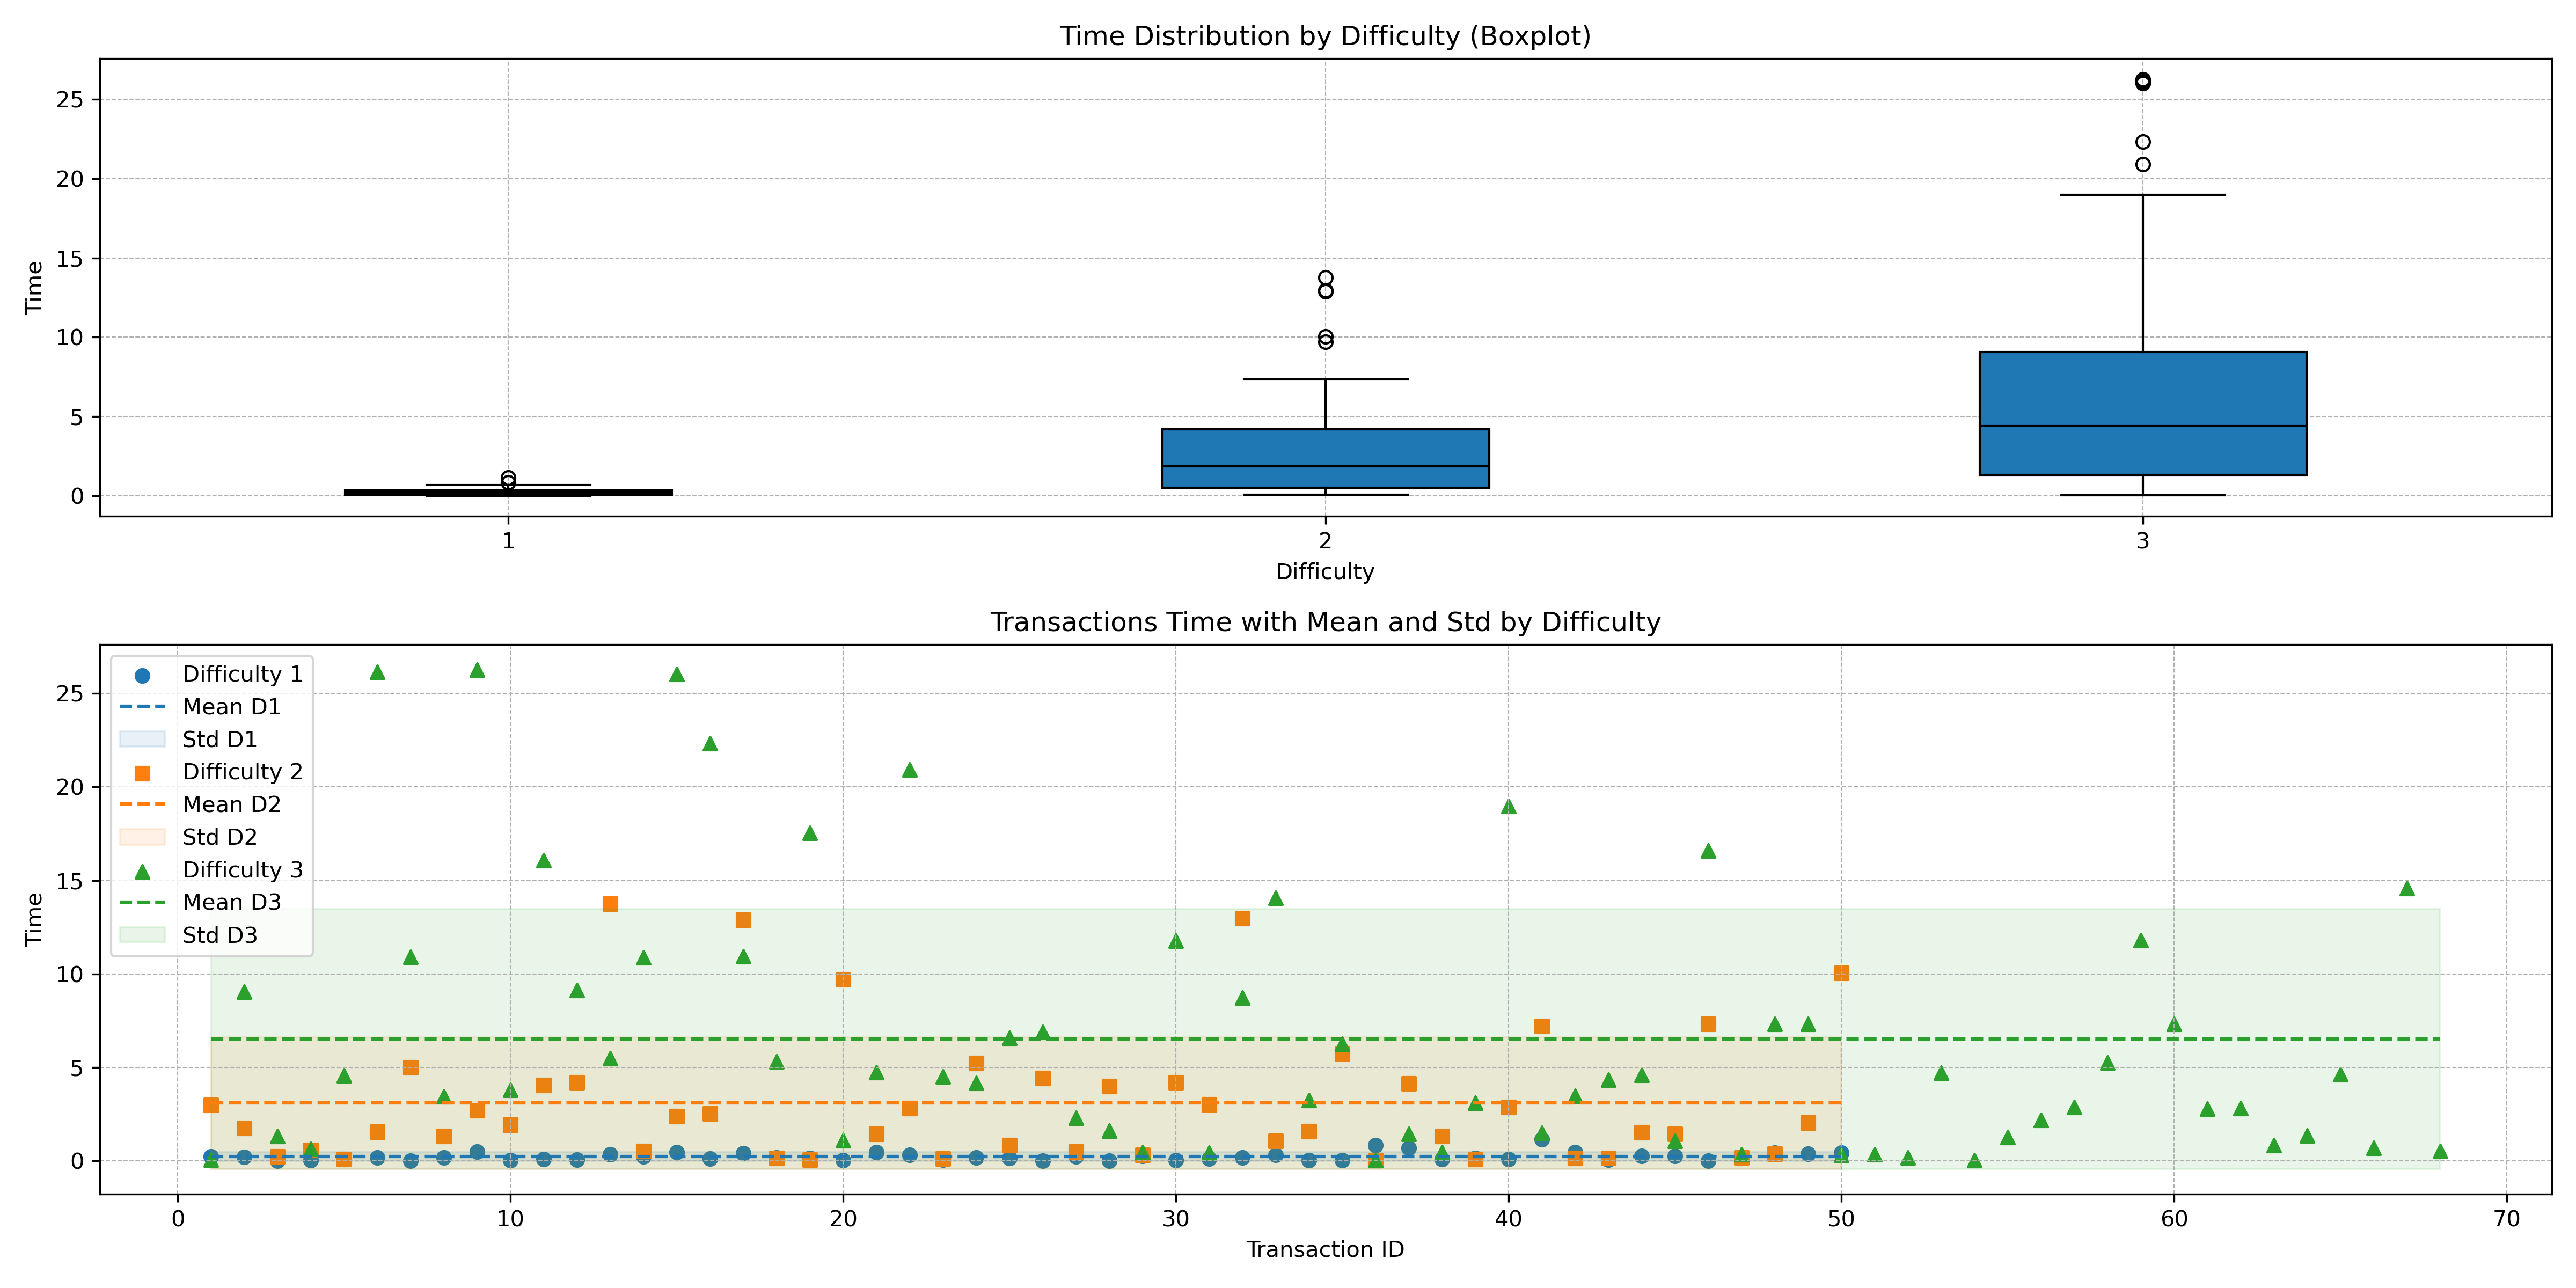 Time Distribution by Difficulty (Boxplot)
25
20
15
10
5
0
Time
1
2
3
Difficulty
Transactions Time with Mean and Std by Difficulty
Difficulty 1
Mean D1
Std D1
Difficulty 2
Mean D2
Std D2
Difficulty 3
Mean D3
Std D3
25
20
15
10
5
0
Time
0
10
20
30
40
50
60
70
Transaction ID